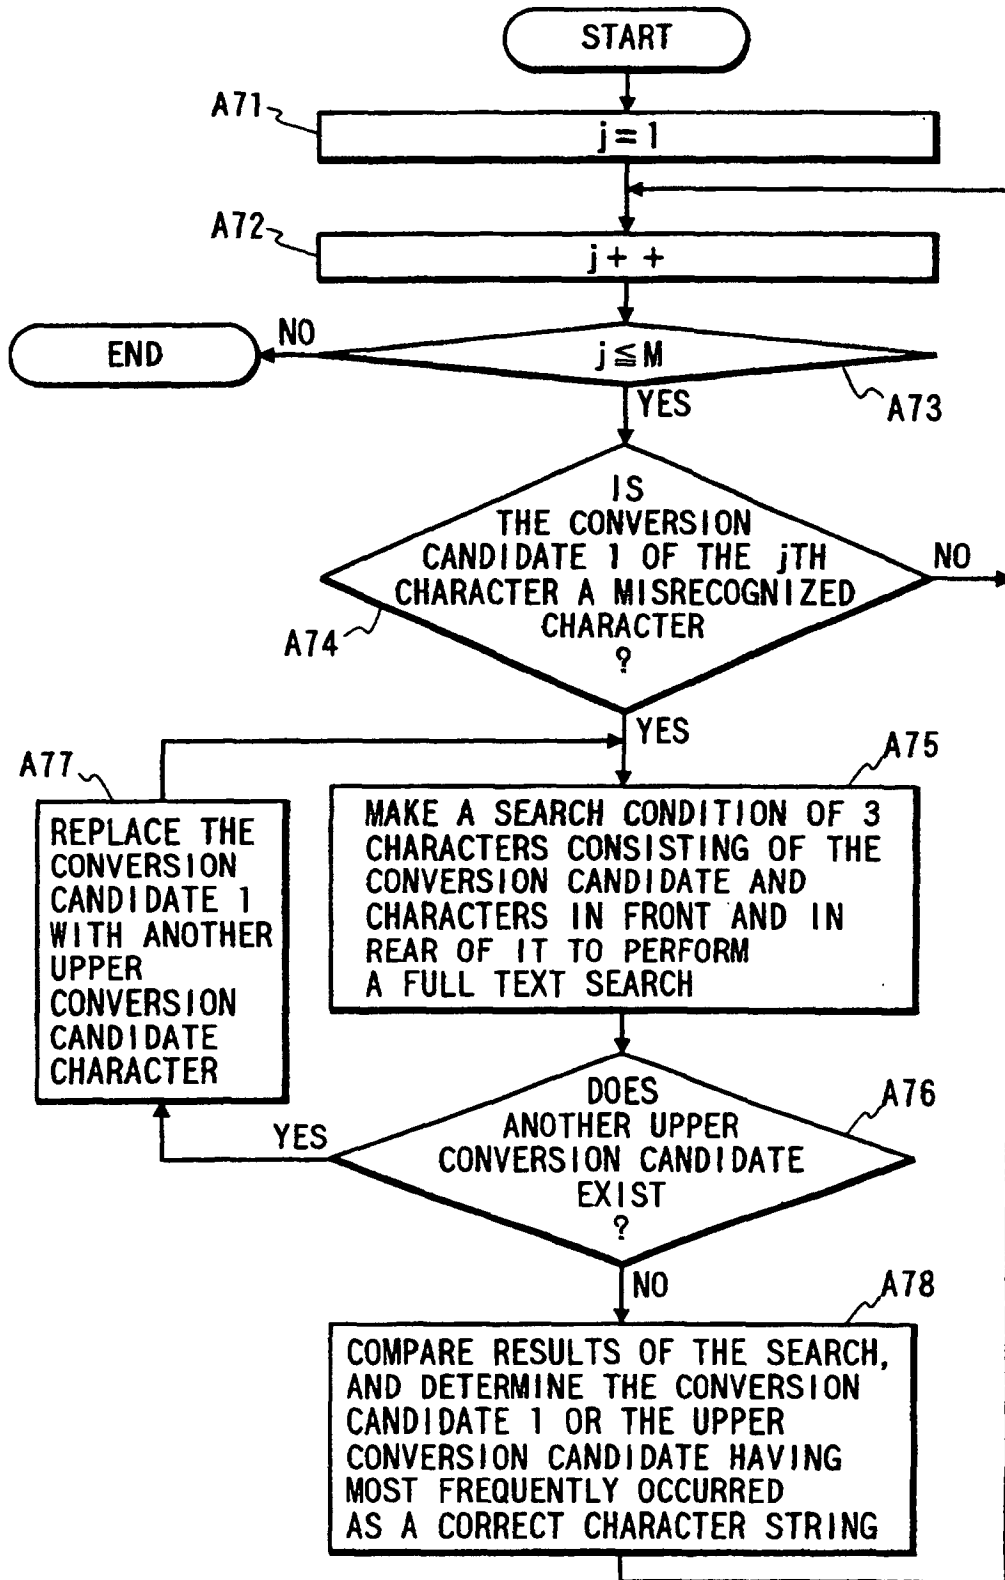 START
A71
j=1
A72
j++
END
NO
j≦M
YES
A73
IS
THE CONVERSION
CANDIDATE 1 OF THE jTH
CHARACTER A MISRECOGNIZED
CHARACTER
?
NO
A74
YES
A77
REPLACE THE
CONVERSION
CANDIDATE 1
WITH ANOTHER
UPPER
CONVERSION
CANDIDATE
CHARACTER
A75
MAKE A SEARCH CONDITION OF 3
CHARACTERS CONSISTING OF THE
CONVERSION CANDIDATE AND
CHARACTERS IN FRONT AND IN
REAR OF IT TO PERFORM
A FULL TEXT SEARCH
A76
DOES
ANOTHER UPPER
CONVERSION CANDIDATE
EXIST
?
YES
NO
A78
COMPARE RESULTS OF THE SEARCH,
AND DETERMINE THE CONVERSION
CANDIDATE 1 OR THE UPPER
CONVERSION CANDIDATE HAVING
MOST FREQUENTLY OCCURRED
AS A CORRECT CHARACTER STRING